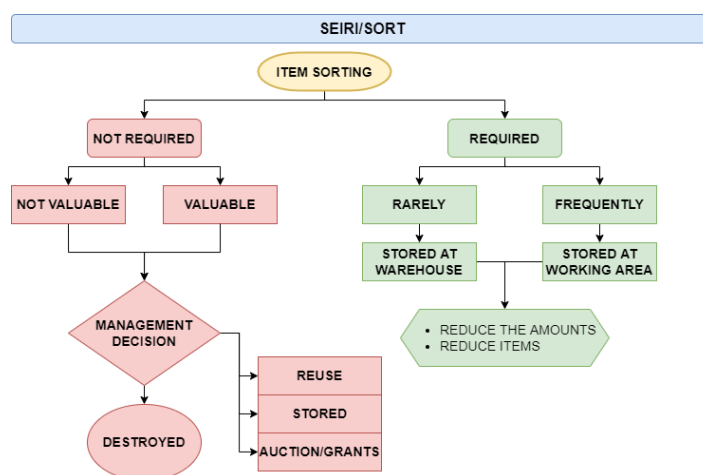 SEIRI/SORT
ITEM SORTING
NOT REQUIRED
REQUIRED
NOT VALUABLE
VALUABLE
RARELY
FREQUENTLY
STORED AT
WAREHOUSE
STORED AT
WORKING AREA
MANAGEMENT
DECISION
• REDUCE THE AMOUNTS
• REDUCE ITEMS
REUSE
STORED
AUCTION/GRANTS
DESTROYED